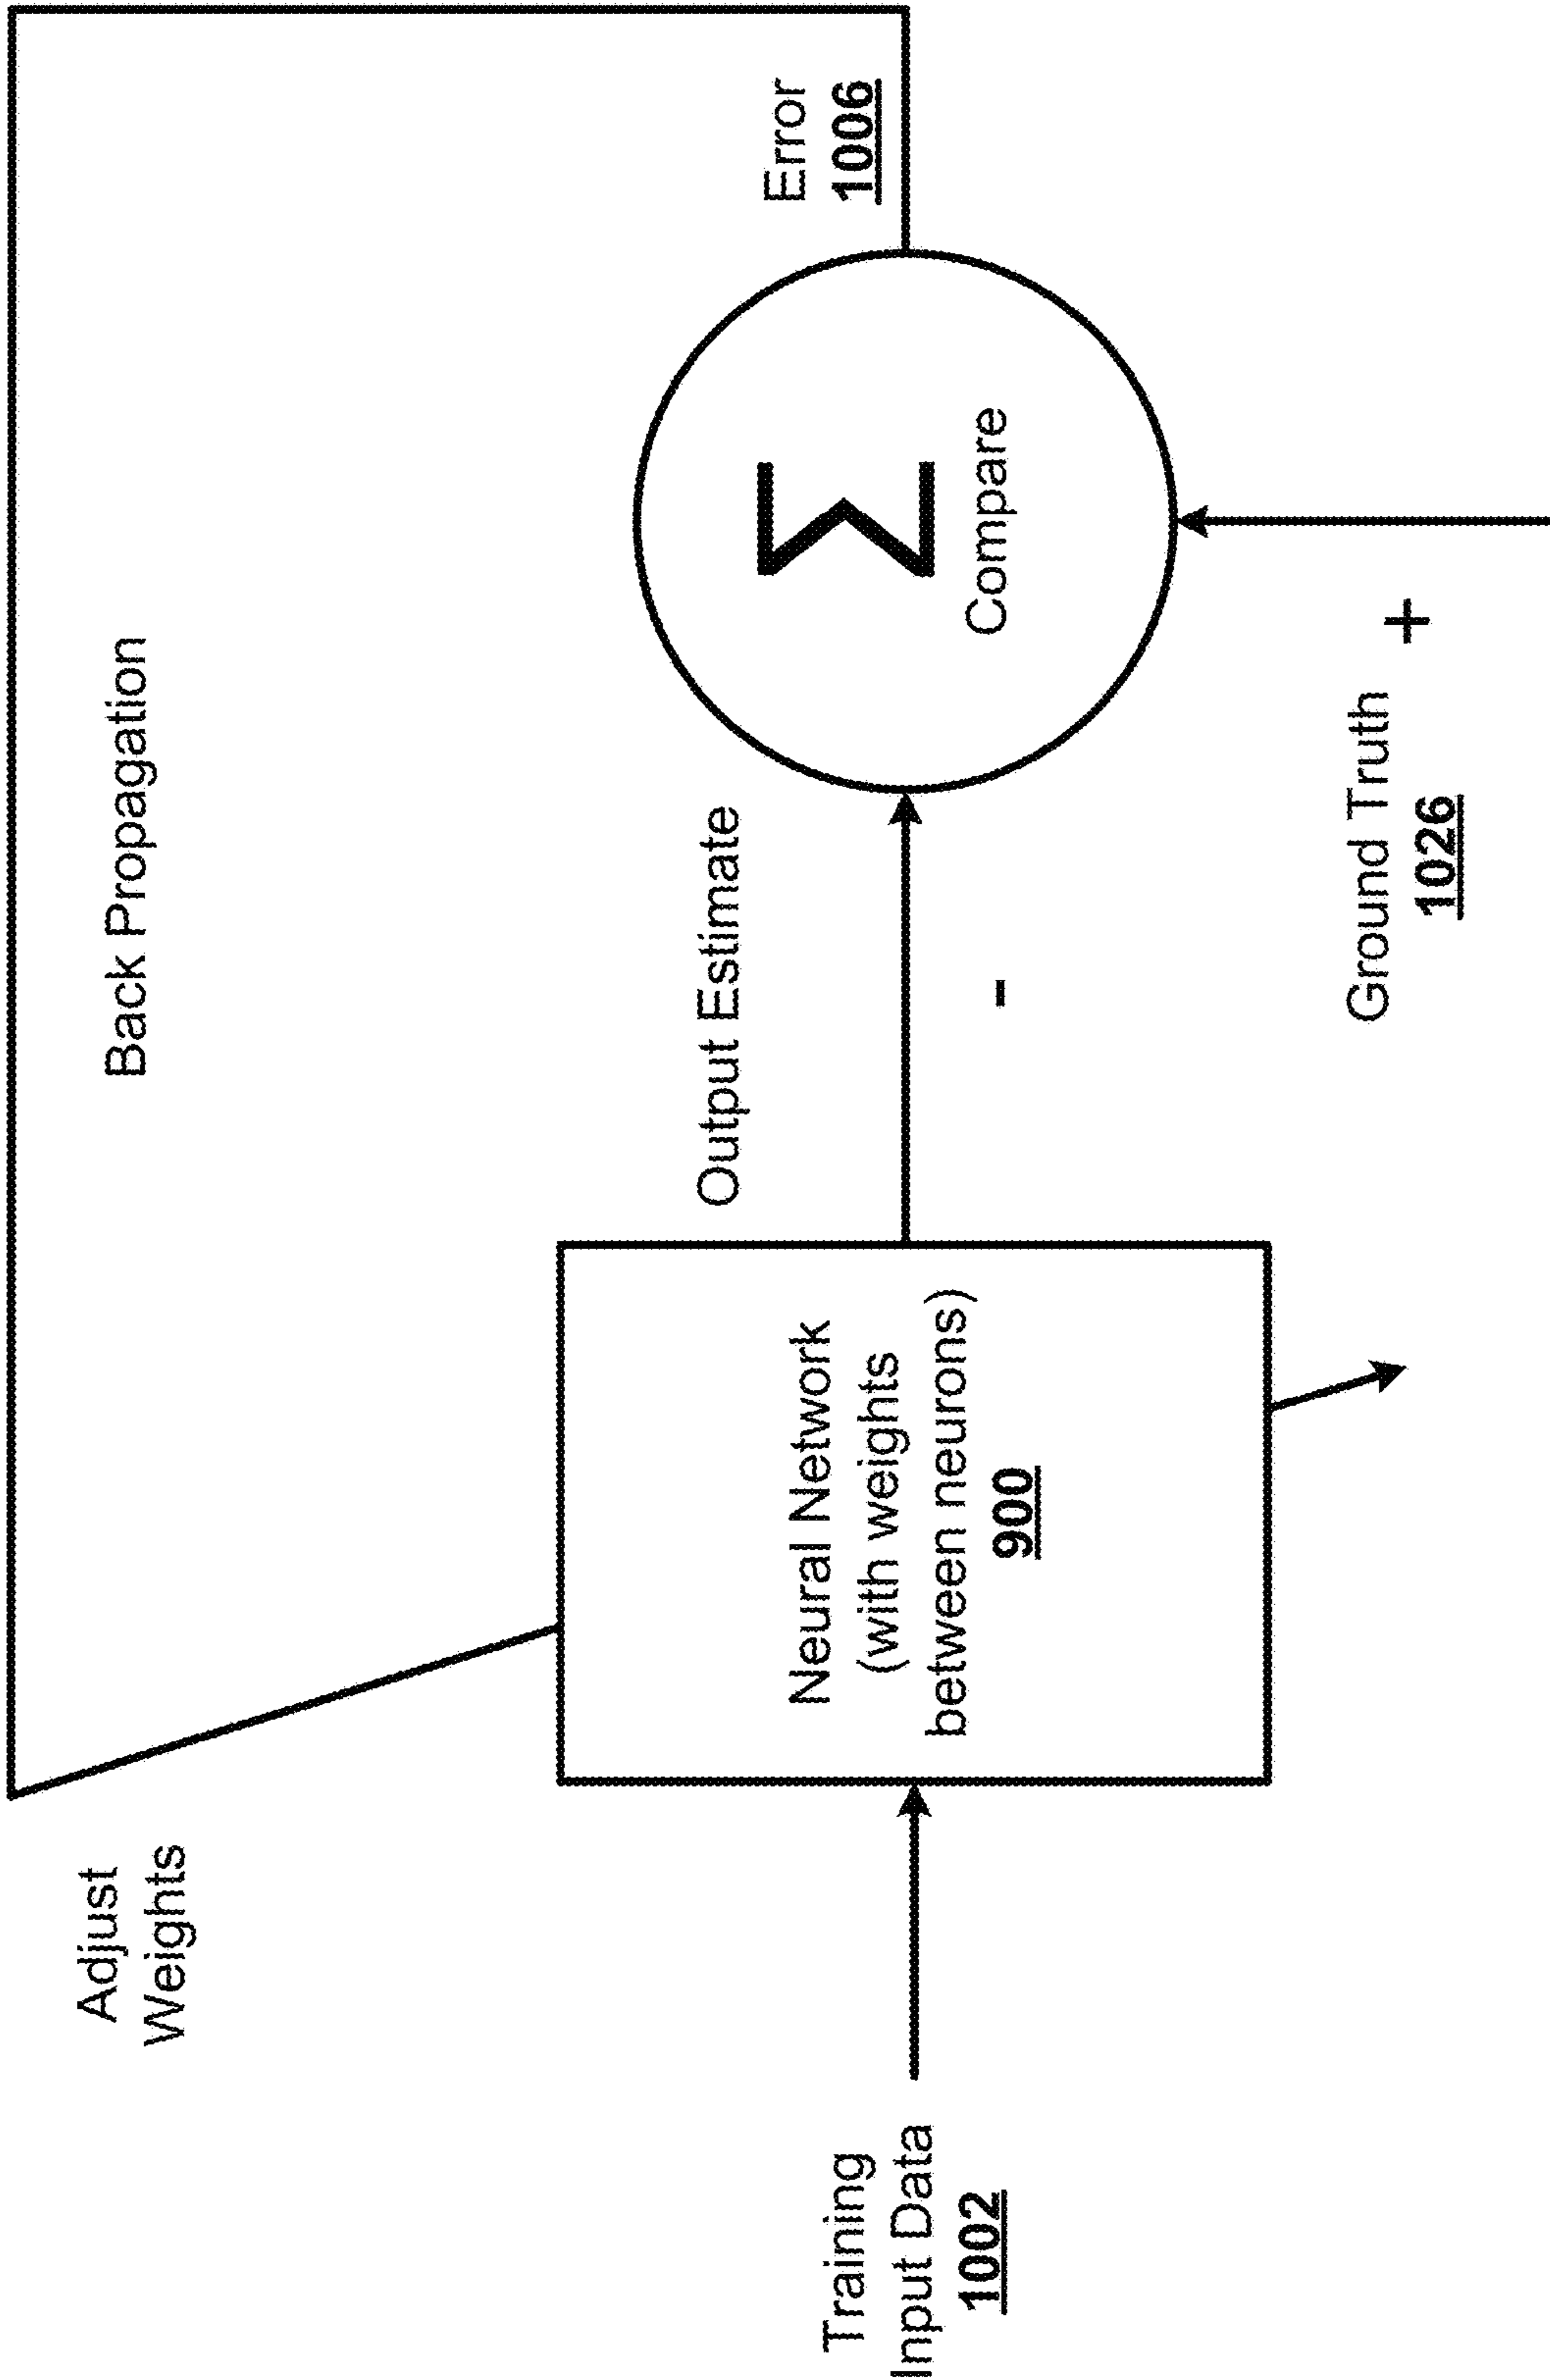 Adjust
Weights
Back Propagation
Training
Input Data
1002
Neural Network
(with weights
between neurons)
900
Output Estimate
-
Σ
Compare
Error
1006
Ground Truth
1026
+